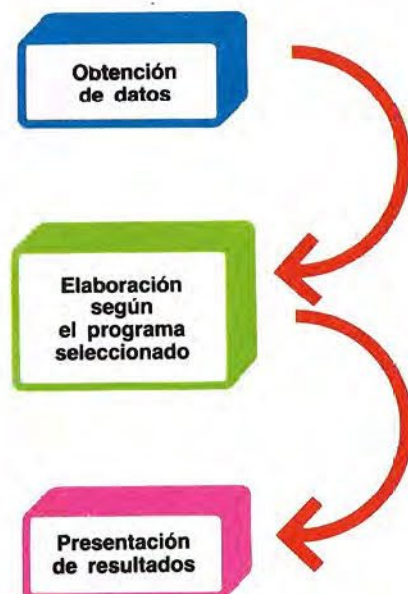 Obtención
de datos
Elaboración
según
el programa
seleccionado
Presentación
de resultados